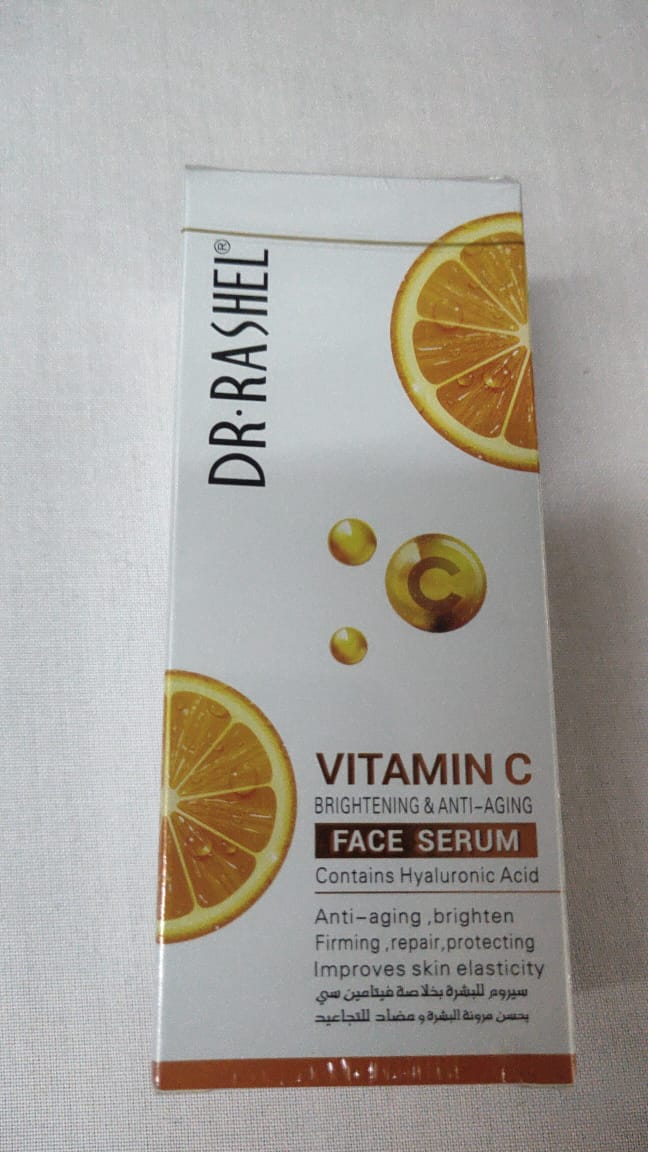 DR·RASHEL®
C
VITAMIN C
BRIGHTENING & ANTI-AGING
FACE SERUM
Contains Hyaluronic Acid
Anti-aging ,brighten
Firming ,repair,protecting
Improves skin elasticity
سيروم للبشرة بخلاصة فيتامين سي
يحسن مرونة البشرة و مضاد للتجاعيد